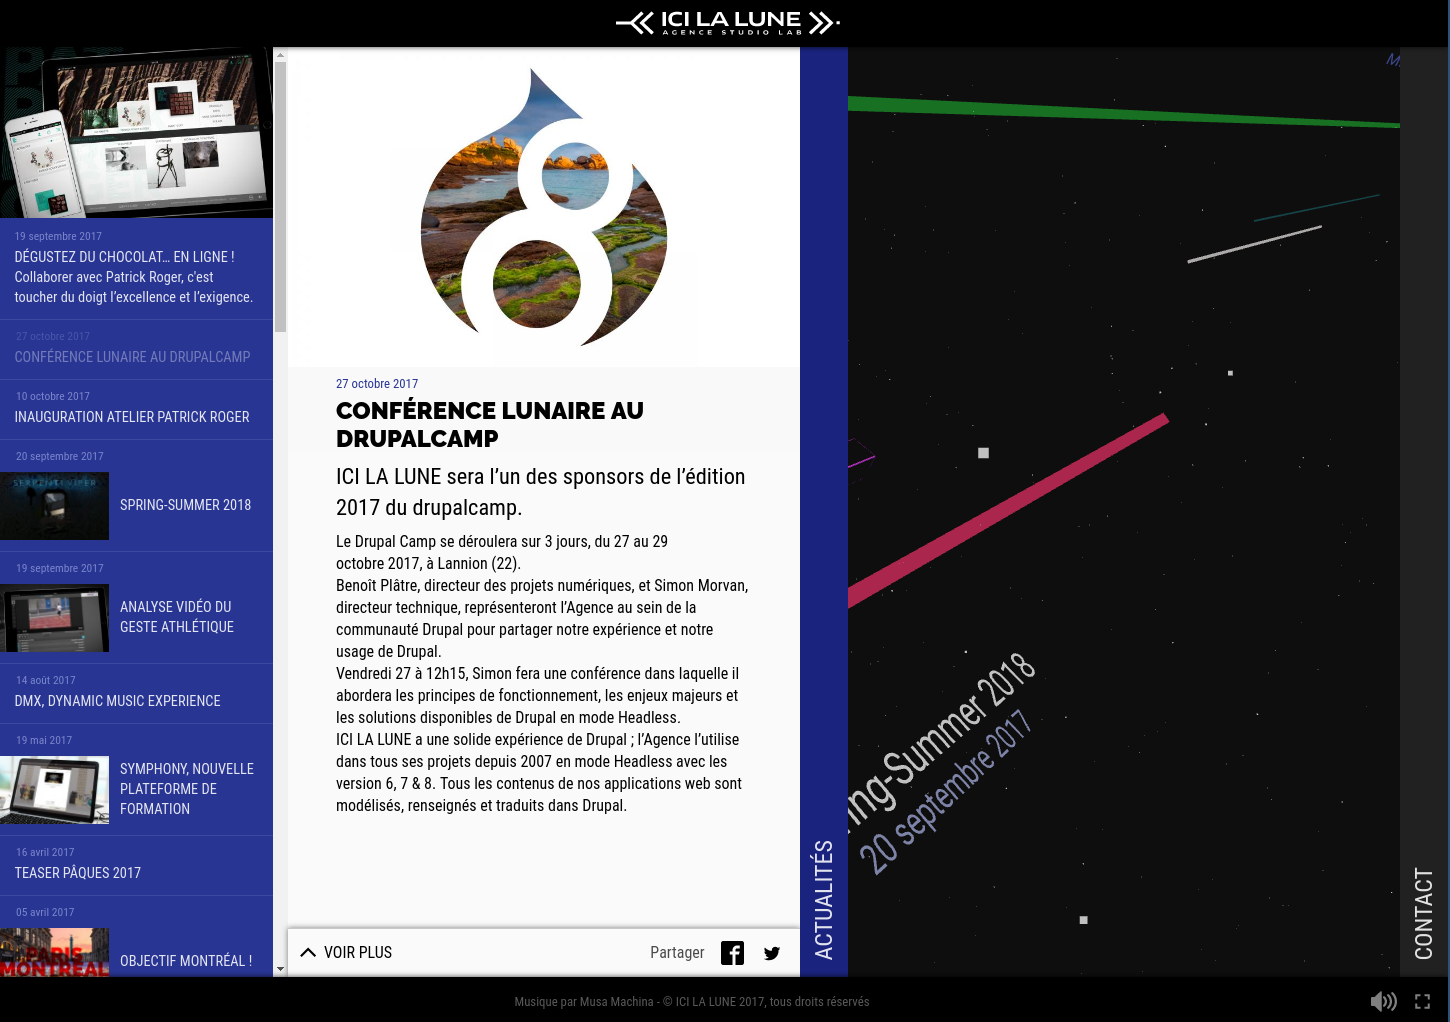 ICI LA LUNE
AGENCE STUDIO LAB
19 septembre 2017
DÉGUSTEZ DU CHOCOLAT... EN LIGNE !
Collaborer avec Patrick Roger, c'est
toucher du doigt l'excellence et l'exigence.
27 octobre 2017
CONFÉRENCE LUNAIRE AU DRUPALCAMP
10 octobre 2017
INAUGURATION ATELIER PATRICK ROGER
20 septembre 2017
SPRING-SUMMER 2018
19 septembre 2017
ANALYSE VIDÉO DU
GESTE ATHLÉTIQUE
14 août 2017
DMX, DYNAMIC MUSIC EXPERIENCE
19 mai 2017
SYMPHONY, NOUVELLE
PLATEFORME DE
FORMATION
16 avril 2017
TEASER PÂQUES 2017
05 avril 2017
PARIS
MONTREAL
OBJECTIF MONTRÉAL !
27 octobre 2017
CONFÉRENCE LUNAIRE AU
DRUPALCAMP
ICI LA LUNE sera l’un des sponsors de l’édition
2017 du drupalcamp.
Le Drupal Camp se déroulera sur 3 jours, du 27 au 29
octobre 2017, à Lannion (22).
Benoît Plâtre, directeur des projets numériques, et Simon Morvan,
directeur technique, représenteront l’Agence au sein de la
communauté Drupal pour partager notre expérience et notre
usage de Drupal.
Vendredi 27 à 12h15, Simon fera une conférence dans laquelle il
abordera les principes de fonctionnement, les enjeux majeurs et
les solutions disponibles de Drupal en mode Headless.
ICI LA LUNE a une solide expérience de Drupal ; l’Agence l’utilise
dans tous ses projets depuis 2007 en mode Headless avec les
version 6, 7 & 8. Tous les contenus de nos applications web sont
modélisés, renseignés et traduits dans Drupal.
VOIR PLUS
Partager
ACTUALITÉS
M
ring-Summer 2018
20 septembre 2017
CONTACT
Musique par Musa Machina - © ICI LA LUNE 2017, tous droits réservés